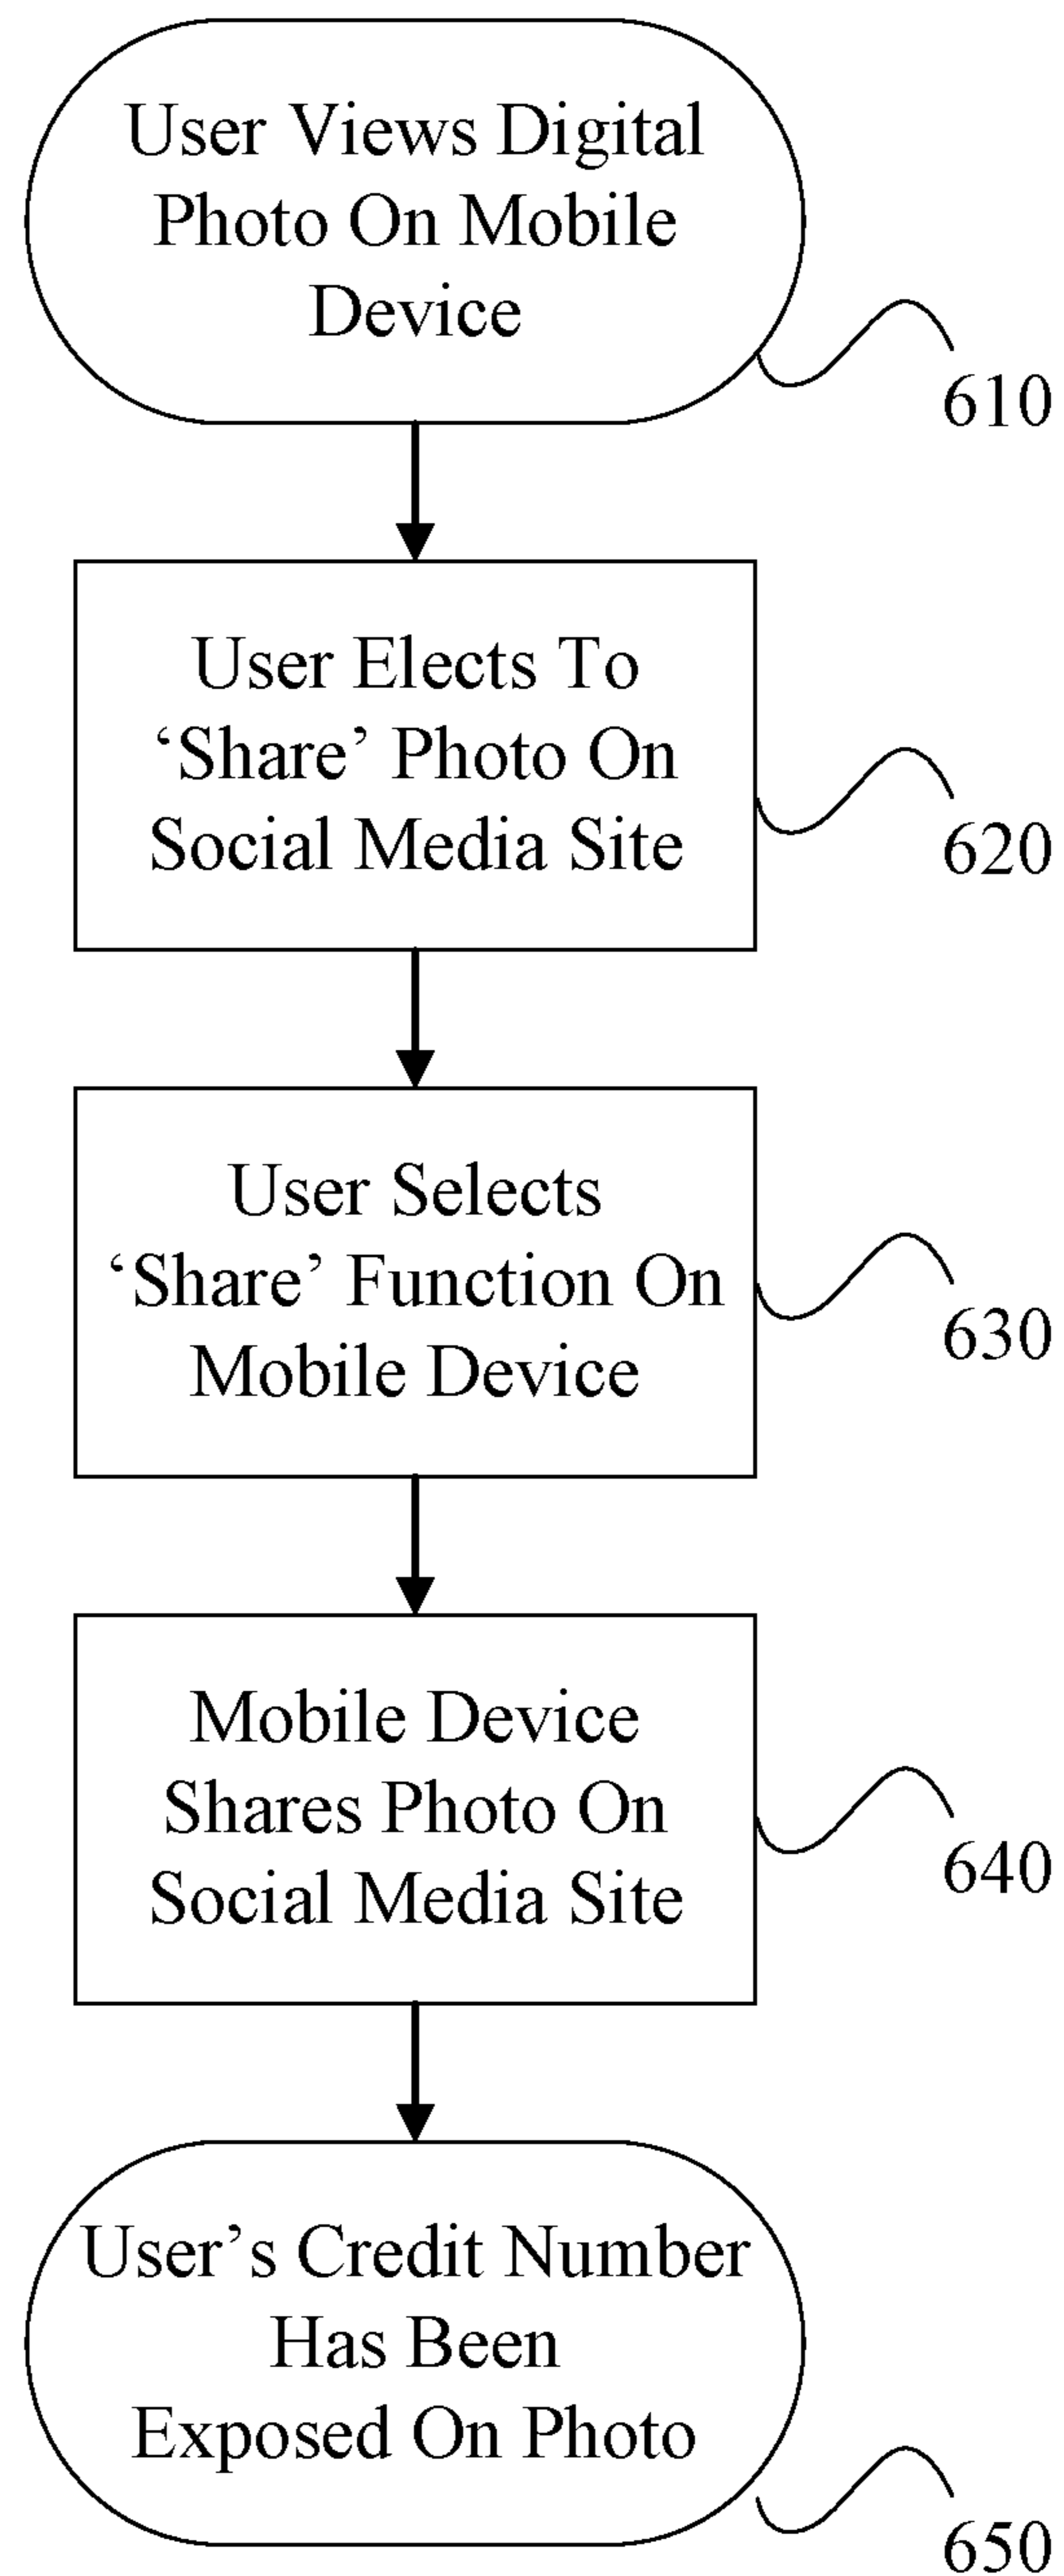 User Views Digital
Photo On Mobile
Device
610
User Elects To
‘Share’ Photo On
Social Media Site
620
User Selects
‘Share’ Function On
Mobile Device
630
Mobile Device
Shares Photo On
Social Media Site
640
User’s Credit Number
Has Been
Exposed On Photo
650